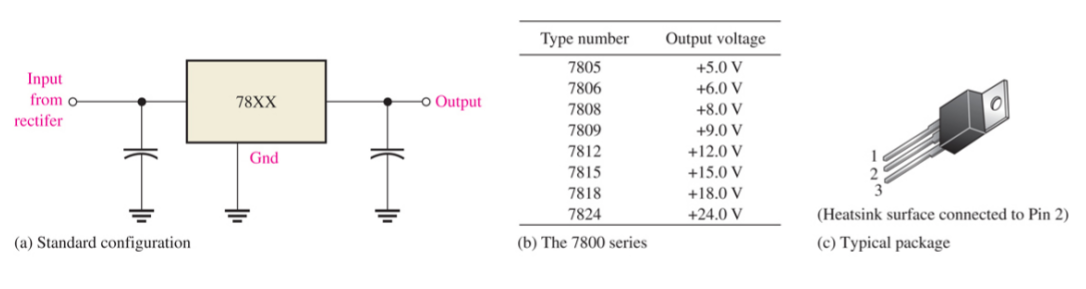 Input
from
rectifer
78XX
Output
Gnd
(a) Standard configuration
Type number Output voltage
7805 +5.0 V
7806 +6.0 V
7808 +8.0 V
7809 +9.0 V
7812 +12.0 V
7815 +15.0 V
7818 +18.0 V
7824 +24.0 V
(b) The 7800 series
1
2
3
(Heatsink surface connected to Pin 2)
(c) Typical package